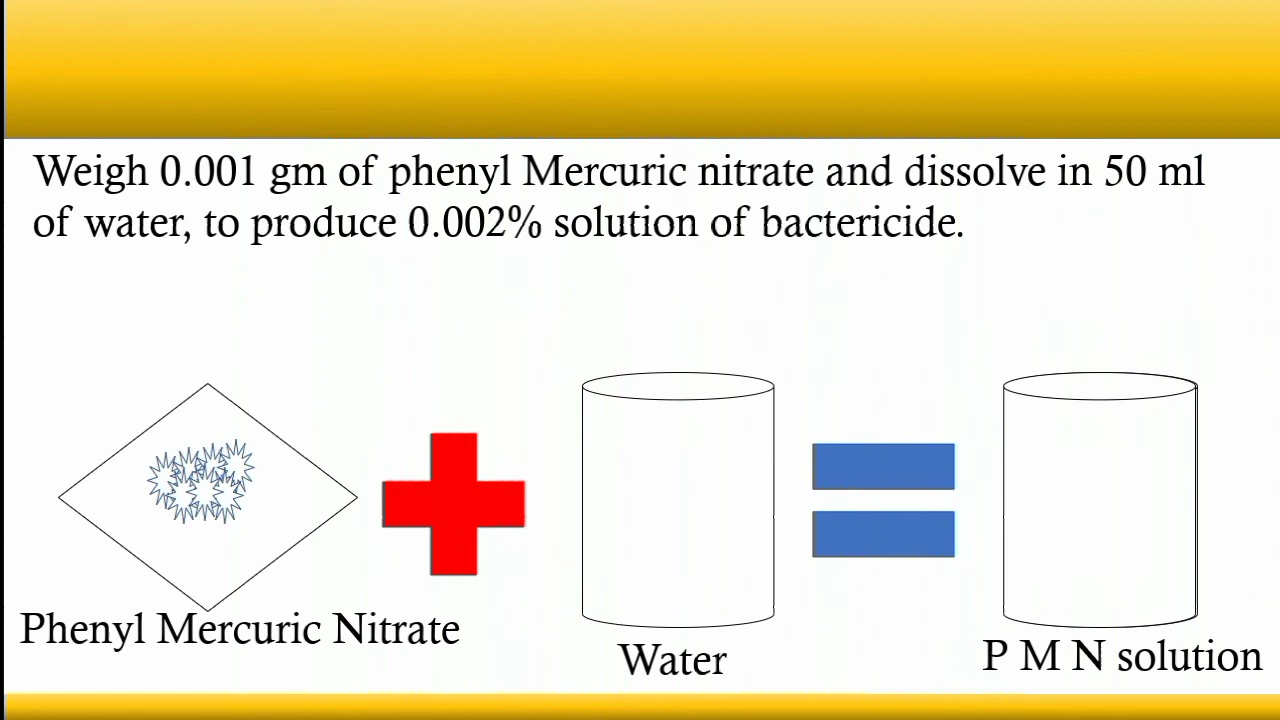 Weigh 0.001 gm of phenyl Mercuric nitrate and dissolve in 50 ml
of water, to produce 0.002% solution of bactericide.
Phenyl Mercuric Nitrate
Water
P M N solution